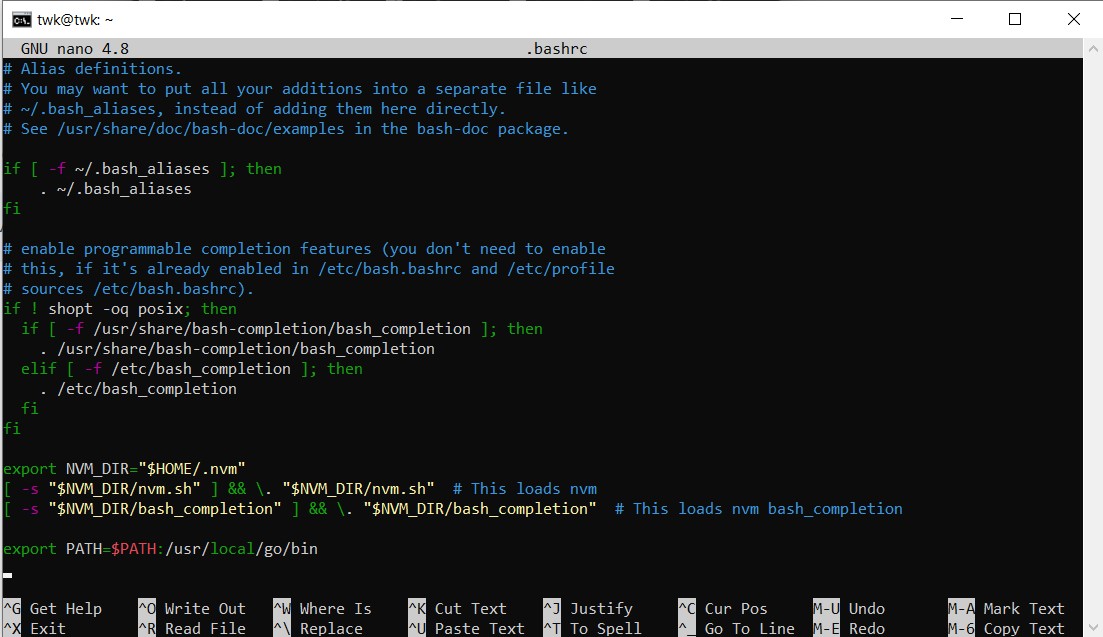 twk@twk: ~
GNU nano 4.8 .bashrc
# Alias definitions.
# You may want to put all your additions into a separate file like
# ~/.bash_aliases, instead of adding them here directly.
# See /usr/share/doc/bash-doc/examples in the bash-doc package.
if [ -f ~/.bash_aliases ]; then
    . ~/.bash_aliases
fi
# enable programmable completion features (you don't need to enable
# this, if it's already enabled in /etc/bash.bashrc and /etc/profile
# sources /etc/bash.bashrc).
if ! shopt -oq posix; then
  if [ -f /usr/share/bash-completion/bash_completion ]; then
    . /usr/share/bash-completion/bash_completion
  elif [ -f /etc/bash_completion ]; then
    . /etc/bash_completion
  fi
fi
export NVM_DIR="$HOME/.nvm"
[ -s "$NVM_DIR/nvm.sh" ] && \. "$NVM_DIR/nvm.sh"  # This loads nvm
[ -s "$NVM_DIR/bash_completion" ] && \. "$NVM_DIR/bash_completion"  # This loads nvm bash_completion
export PATH=$PATH:/usr/local/go/bin
^G Get Help ^O Write Out ^W Where Is ^K Cut Text ^J Justify ^C Cur Pos M-U Undo M-A Mark Text
^X Exit ^R Read File ^\ Replace ^U Paste Text ^T To Spell ^_ Go To Line M-E Redo M-6 Copy Text